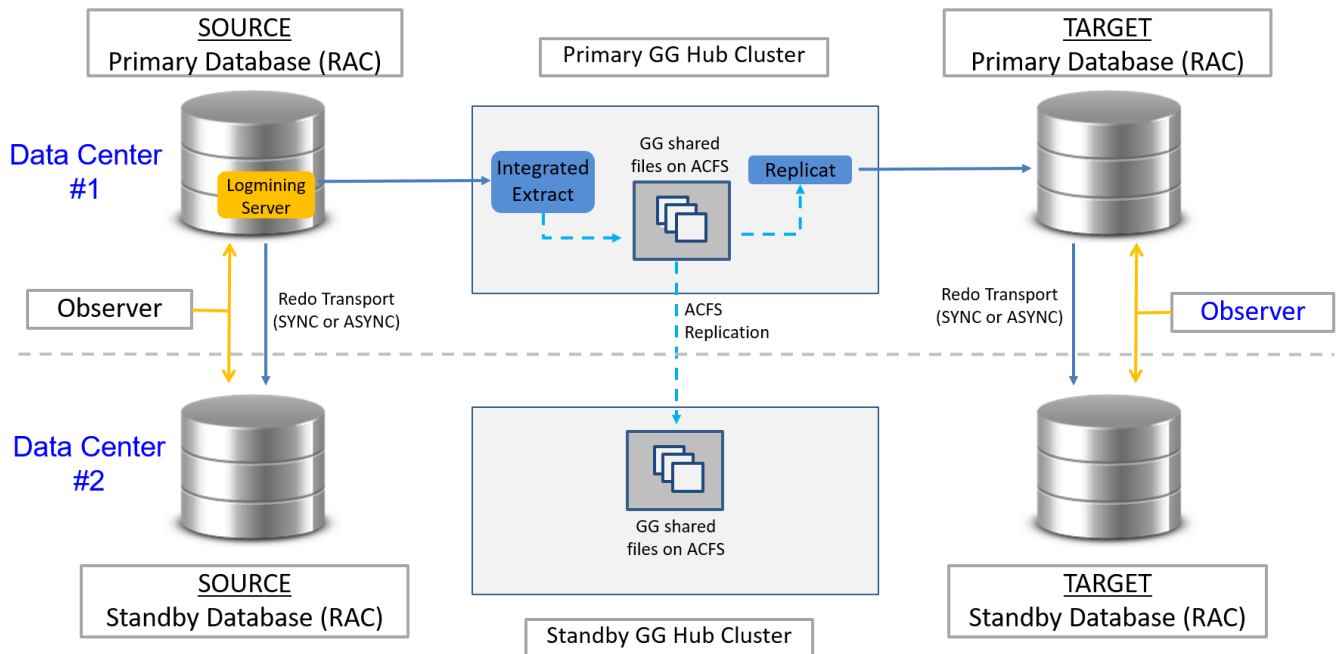 SOURCE
Primary Database (RAC)
Primary GG Hub Cluster
TARGET
Primary Database (RAC)
Data Center
#1
Logmining
Server
Integrated
Extract
GG shared
files on ACFS
Replicat
Observer
Redo Transport
(SYNC or ASYNC)
ACFS
Replication
Redo Transport
(SYNC or ASYNC)
Observer
Data Center
#2
GG shared
files on ACFS
SOURCE
Standby Database (RAC)
Standby GG Hub Cluster
TARGET
Standby Database (RAC)